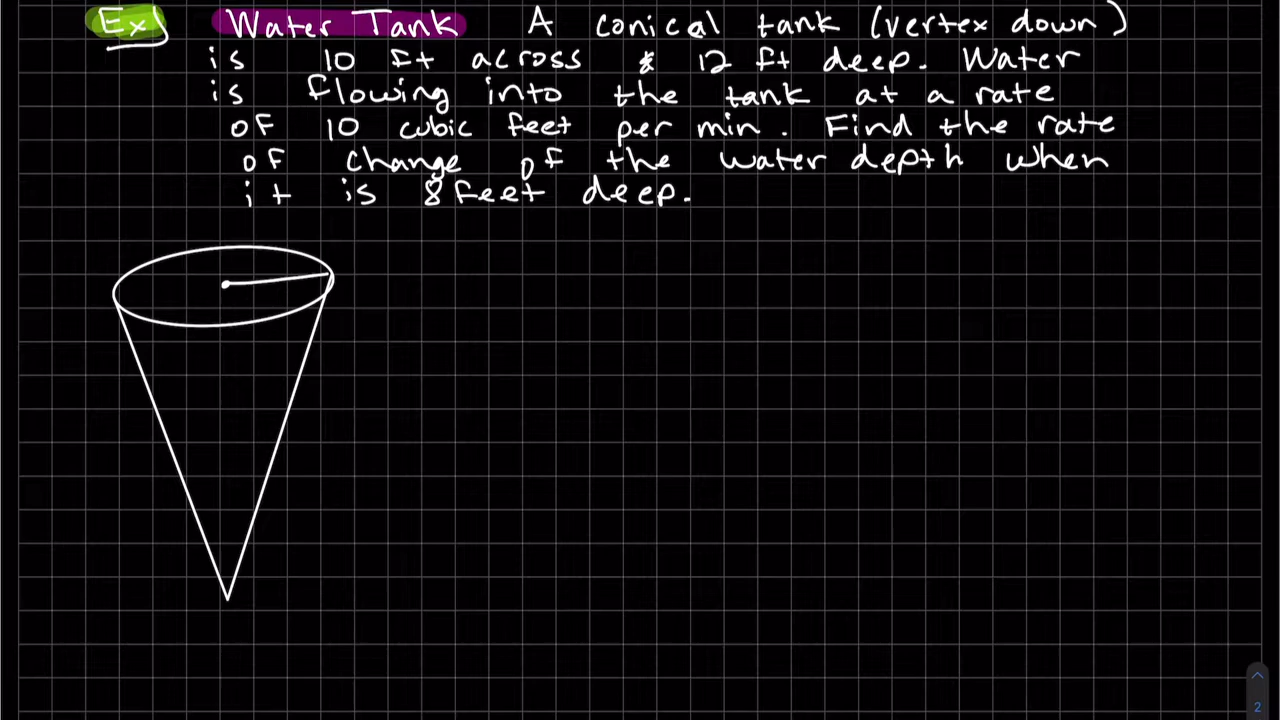 Ex) Water Tank A conical tank (vertex down)
is 10 ft across & 12 ft deep. Water
is flowing into the tank at a rate
of 10 cubic feet per min. Find the rate
of change of the water depth when
it is 8 feet deep.
2